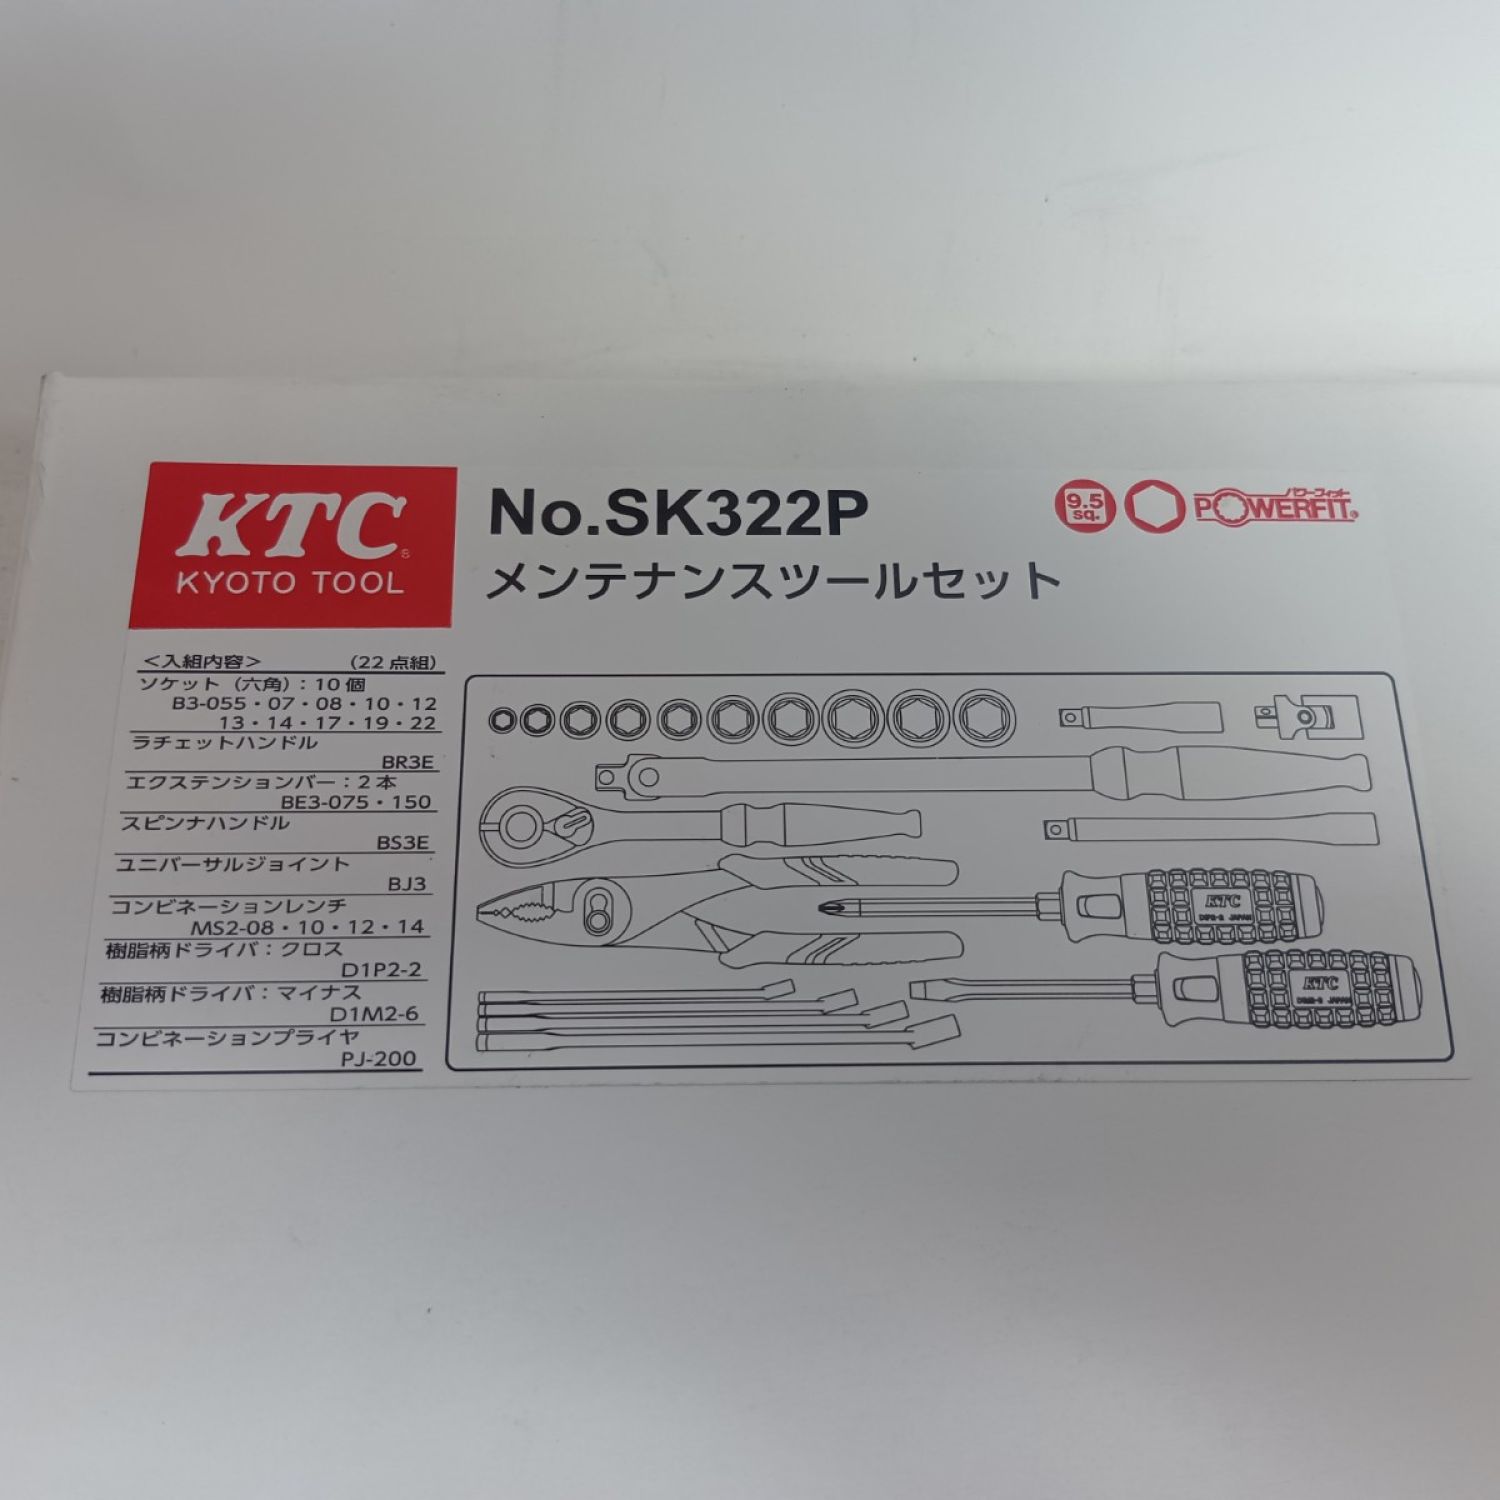 KTC®
KYOTO TOOL
No.SK322P
メンテナンスツールセット
9.5
sq.
パワーフィット
POWERFIT®
<入組内容> (22点組)
ソケット（六角）：10個
B3-055・07・08・10・12
13・14・17・19・22
ラチェットハンドル
BR3E
エクステンションバー：2本
BE3-075・150
スピンナハンドル
BS3E
ユニバーサルジョイント
BJ3
コンビネーションレンチ
MS2-08・10・12・14
樹脂柄ドライバ：クロス
D1P2-2
樹脂柄ドライバ：マイナス
D1M2-6
コンビネーションプライヤ
PJ-200
KTC
D1P2-2 JAPAN
KTC
JAPAN